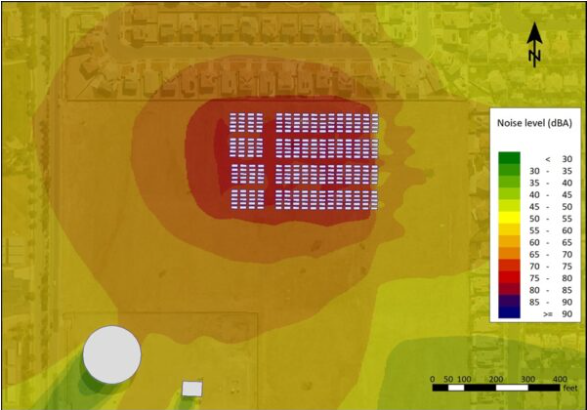 N
Noise level (dBA)
< 30
30 - 35
35 - 40
40 - 45
45 - 50
50 - 55
55 - 60
60 - 65
65 - 70
70 - 75
75 - 80
80 - 85
85 - 90
>= 90
0 50 100 200 300 400
feet